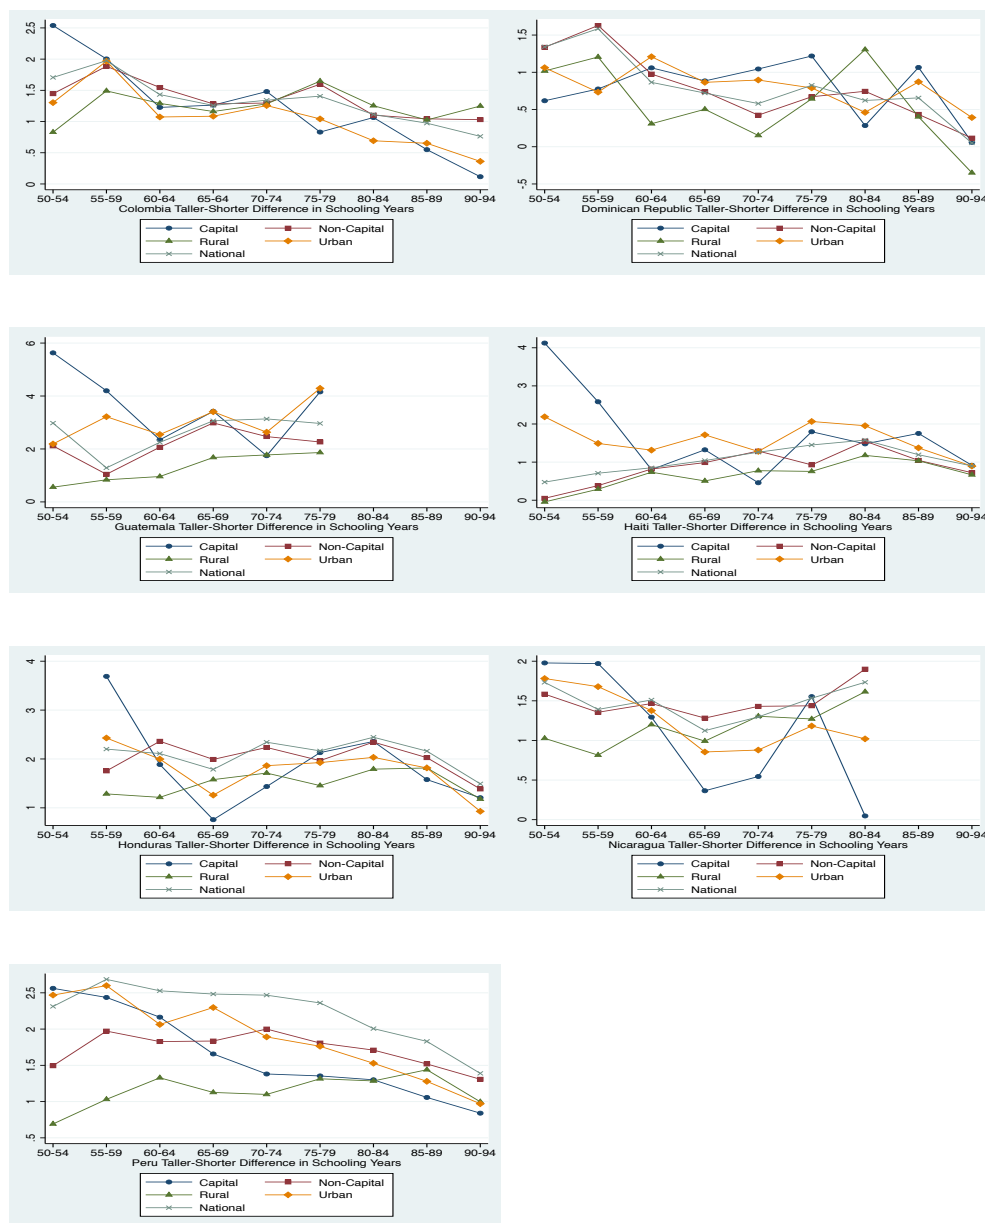 2.5
2
1.5
1
.5
0
50-54 55-59 60-64 65-69 70-74 75-79 80-84 85-89 90-94
Colombia Taller-Shorter Difference in Schooling Years
Capital Non-Capital
Rural Urban
National
1.5
1
.5
0
-.5
50-54 55-59 60-64 65-69 70-74 75-79 80-84 85-89 90-94
Dominican Republic Taller-Shorter Difference in Schooling Years
Capital Non-Capital
Rural Urban
National
6
4
2
0
50-54 55-59 60-64 65-69 70-74 75-79 80-84 85-89 90-94
Guatemala Taller-Shorter Difference in Schooling Years
Capital Non-Capital
Rural Urban
National
4
3
2
1
0
50-54 55-59 60-64 65-69 70-74 75-79 80-84 85-89 90-94
Haiti Taller-Shorter Difference in Schooling Years
Capital Non-Capital
Rural Urban
National
4
3
2
1
50-54 55-59 60-64 65-69 70-74 75-79 80-84 85-89 90-94
Honduras Taller-Shorter Difference in Schooling Years
Capital Non-Capital
Rural Urban
National
2
1.5
1
.5
0
50-54 55-59 60-64 65-69 70-74 75-79 80-84 85-89 90-94
Nicaragua Taller-Shorter Difference in Schooling Years
Capital Non-Capital
Rural Urban
National
2.5
2
1.5
1
.5
50-54 55-59 60-64 65-69 70-74 75-79 80-84 85-89 90-94
Peru Taller-Shorter Difference in Schooling Years
Capital Non-Capital
Rural Urban
National